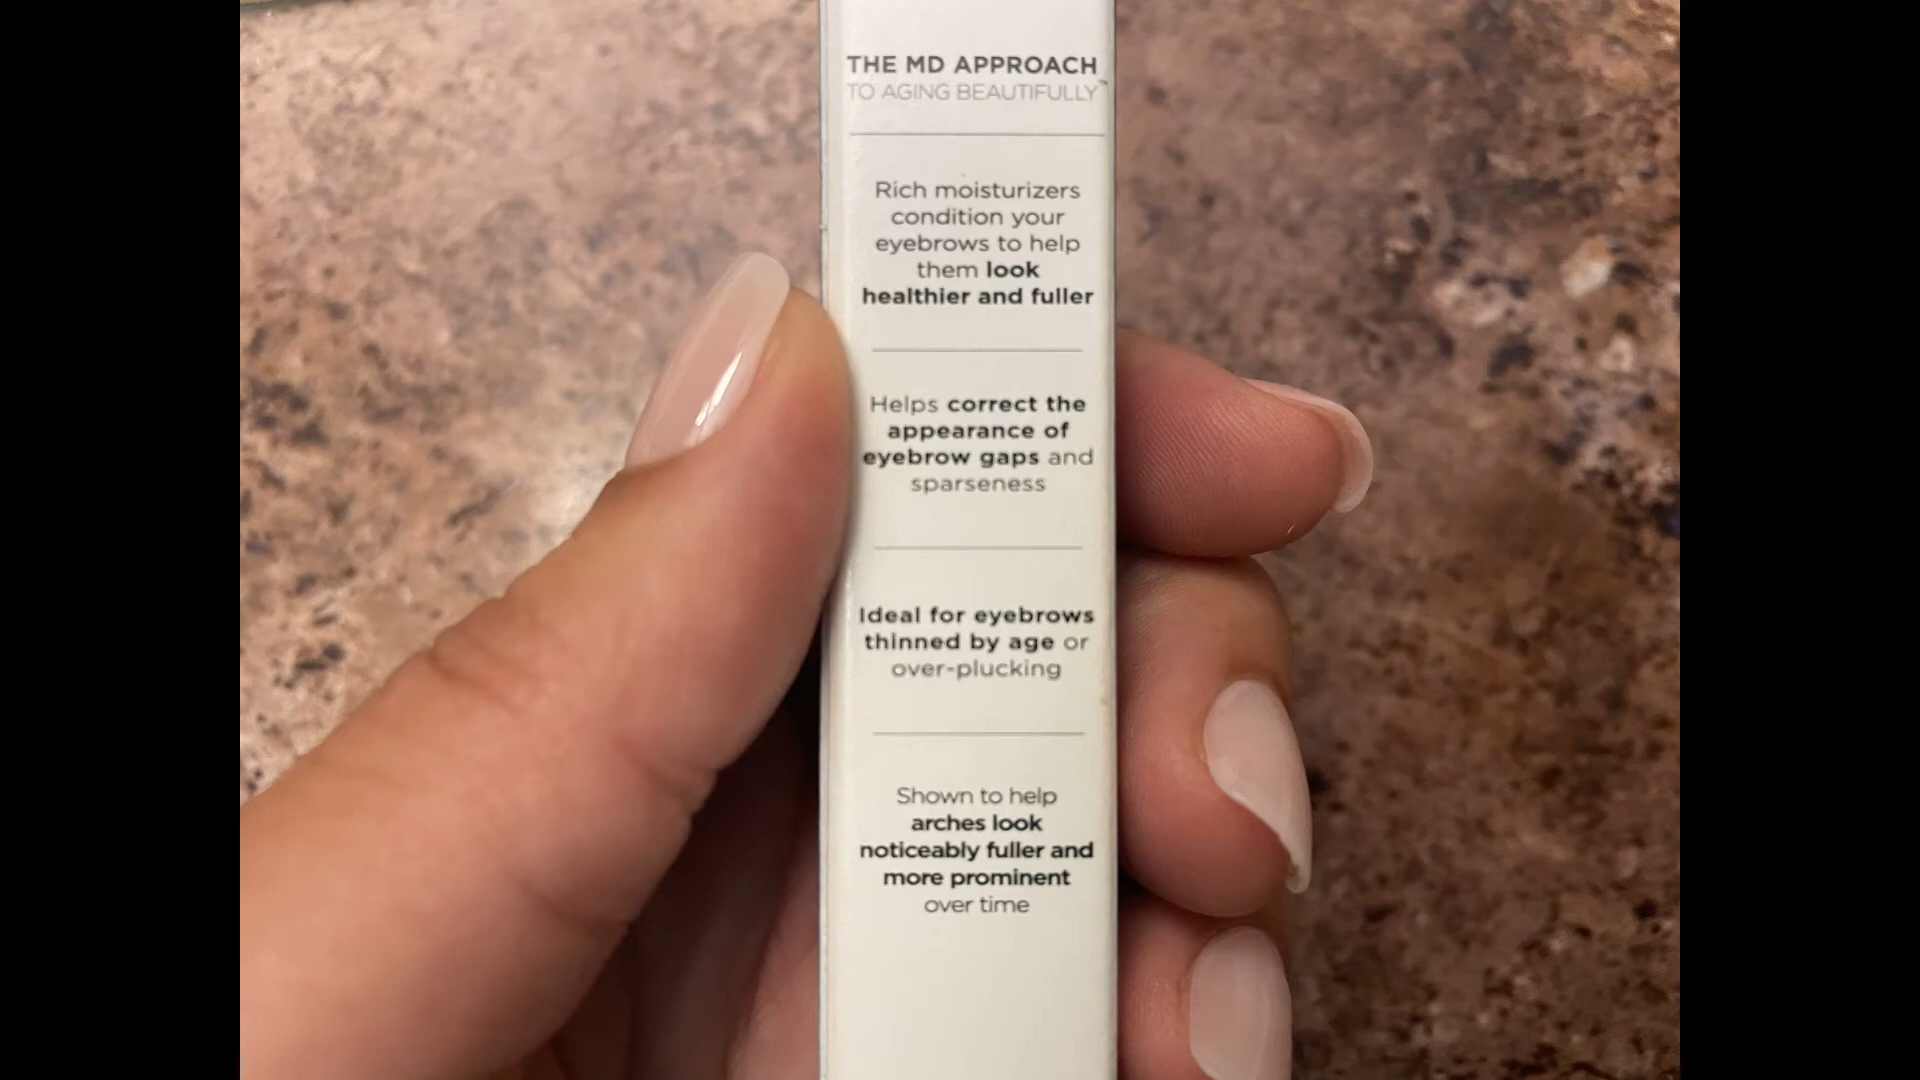 THE MD APPROACH
TO AGING BEAUTIFULLY
Rich moisturizers
condition your
eyebrows to help
them look
healthier and fuller
Helps correct the
appearance of
eyebrow gaps and
sparseness
Ideal for eyebrows
thinned by age or
over-plucking
Shown to help
arches look
noticeably fuller and
more prominent
over time